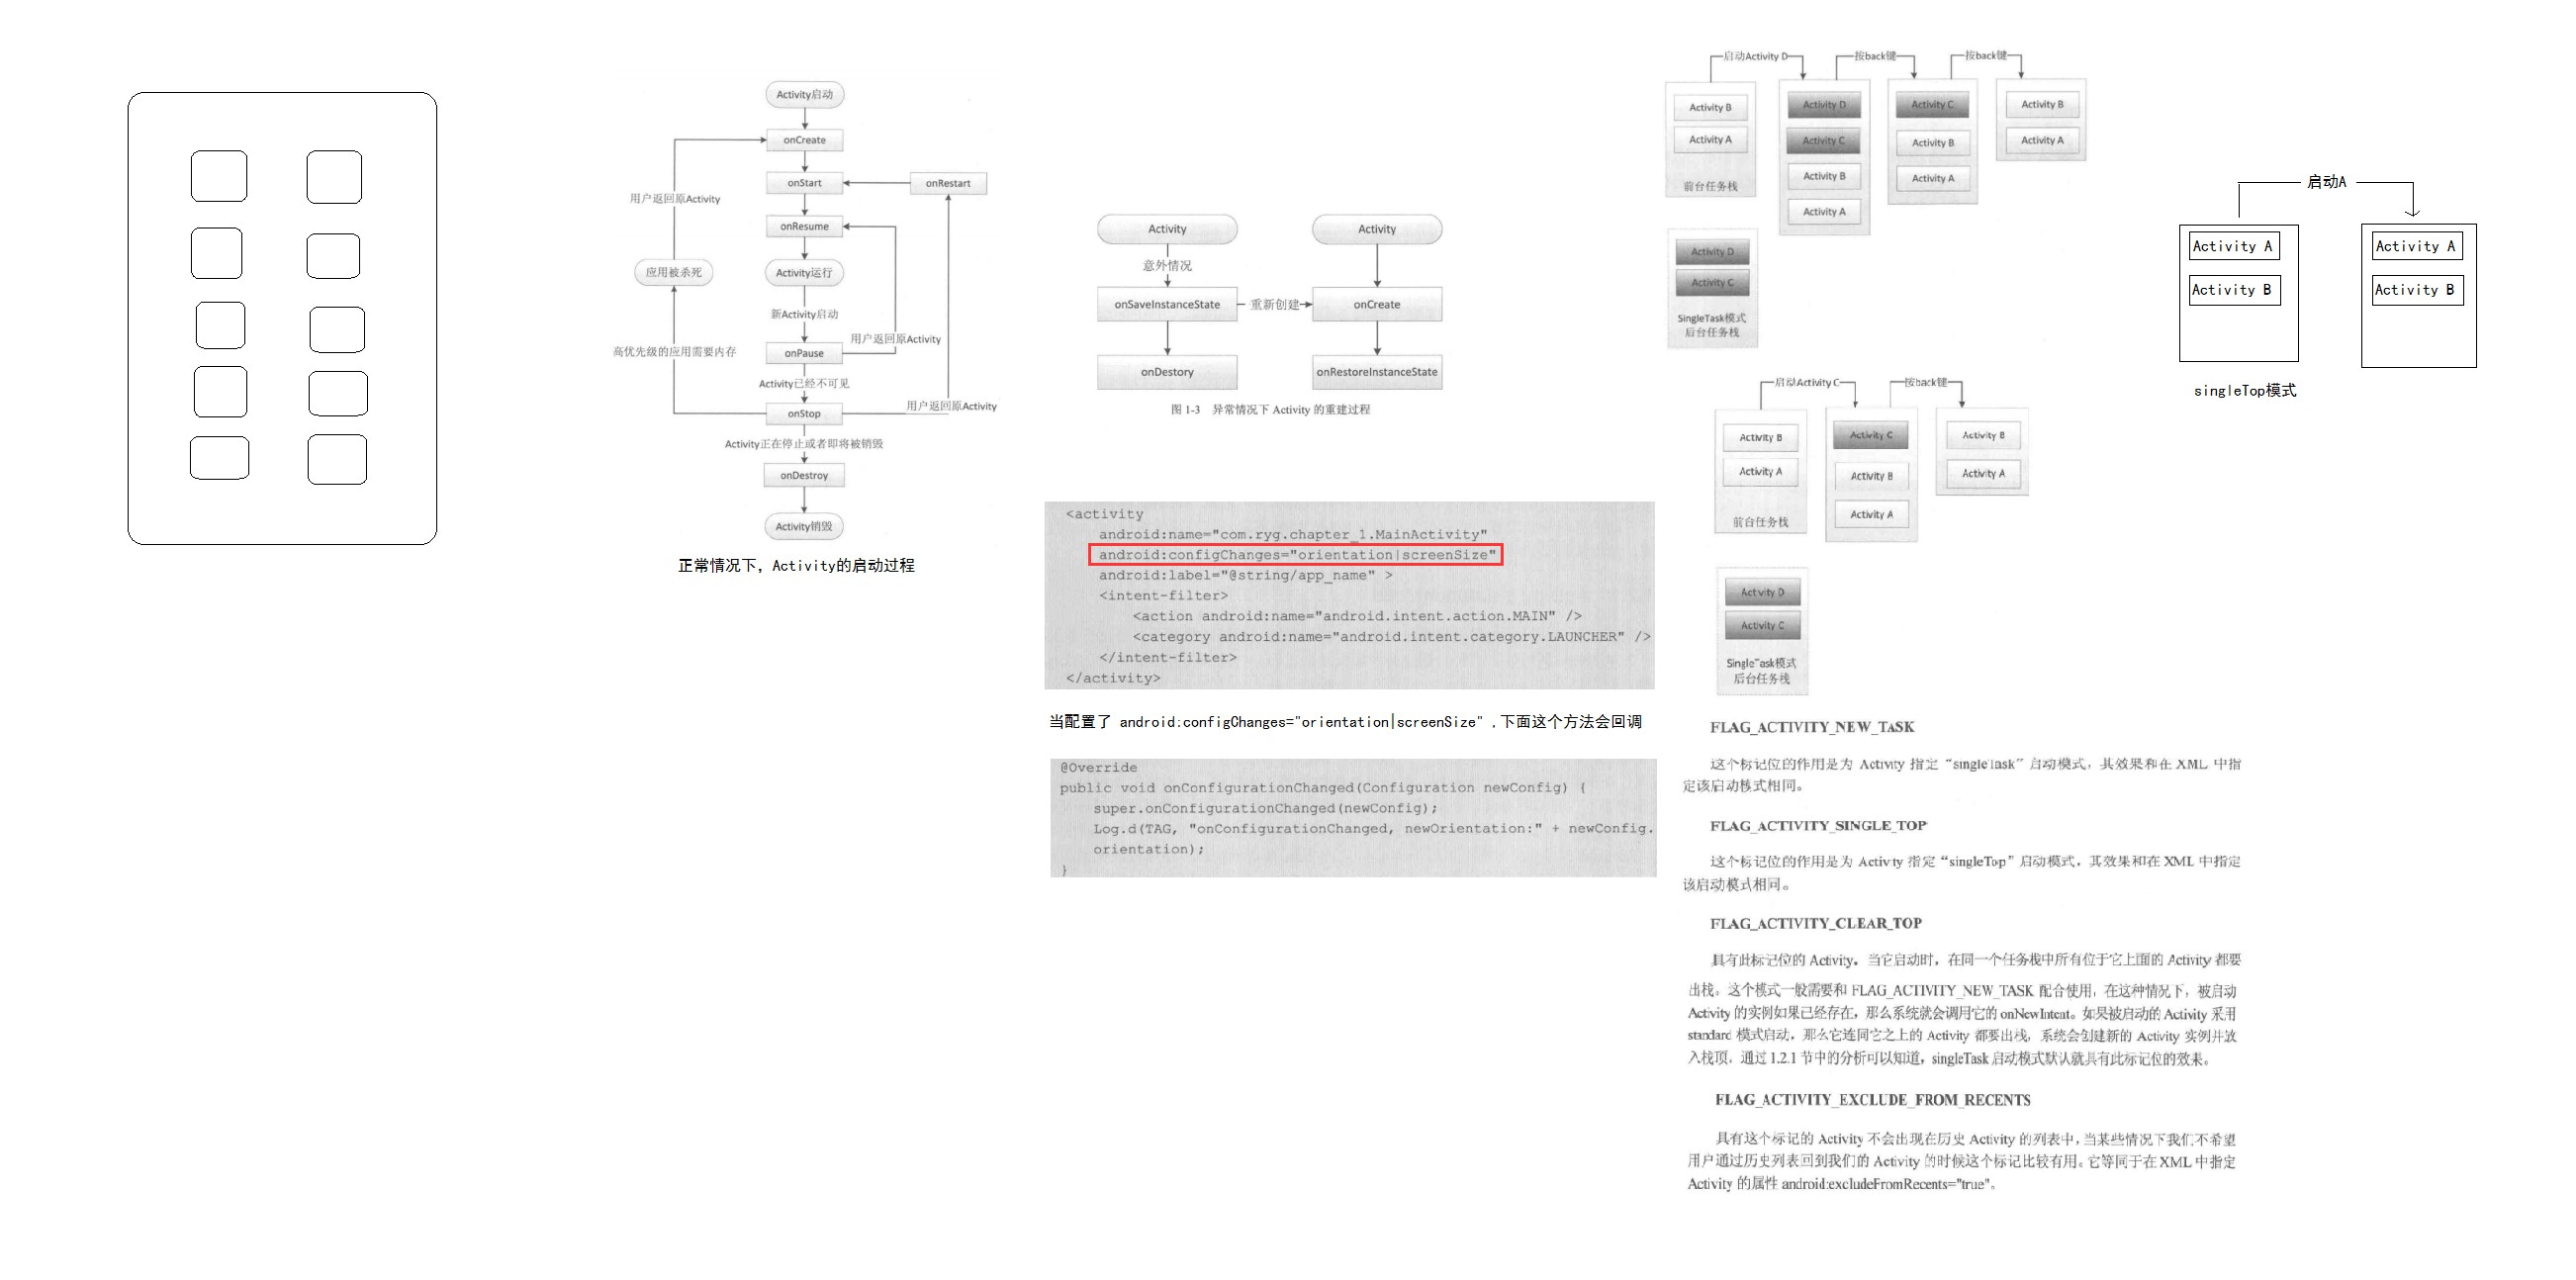 Activity启动
onCreate
onStart
onRestart
用户返回原Activity
onResume
应用被杀死
Activity运行
新Activity启动
用户返回原Activity
高优先级的应用需要内存
onPause
Activity已经不可见
用户返回原Activity
onStop
Activity正在停止或者即将被销毁
onDestroy
Activity销毁
正常情况下，Activity的启动过程
Activity
Activity
意外情况
onSaveInstanceState
重新创建
onCreate
onDestory
onRestoreInstanceState
图 1-3 异常情况下 Activity 的重建过程
<activity
android:name="com.ryg.chapter_1.MainActivity"
android:configChanges="orientation|screenSize"
android:label="@string/app_name" >
<intent-filter>
<action android:name="android.intent.action.MAIN" />
<category android:name="android.intent.category.LAUNCHER" />
</intent-filter>
</activity>
当配置了 android:configChanges="orientation|screenSize" ,下面这个方法会回调
@Override
public void onConfigurationChanged(Configuration newConfig) {
super.onConfigurationChanged(newConfig);
Log.d(TAG, "onConfigurationChanged, newOrientation:" + newConfig.
orientation);
}
启动Activity D
按back键
按back键
Activity B
Activity A
前台任务栈
Activity D
Activity C
Activity B
Activity A
Activity C
Activity B
Activity A
Activity B
Activity A
Activity D
Activity C
SingleTask模式
后台任务栈
启动Activity C
按back键
Activity B
Activity A
前台任务栈
Activity C
Activity B
Activity A
Activity B
Activity A
Activity D
Activity C
SingleTask模式
后台任务栈
启动A
Activity A
Activity B
Activity A
Activity B
singleTop模式
FLAG_ACTIVITY_NEW_TASK
这个标记位的作用是为 Activity 指定“singleTask”启动模式，其效果和在 XML 中指
定该启动模式相同。
FLAG_ACTIVITY_SINGLE_TOP
这个标记位的作用是为 Activity 指定“singleTop”启动模式，其效果和在 XML 中指定
该启动模式相同。
FLAG_ACTIVITY_CLEAR_TOP
具有此标记位的 Activity，当它启动时，在同一个任务栈中所有位于它上面的 Activity 都要
出栈。这个模式一般需要和 FLAG_ACTIVITY_NEW_TASK 配合使用，在这种情况下，被启动
Activity 的实例如果已经存在，那么系统就会调用它的 onNewIntent。如果被启动的 Activity 采用
standard 模式启动，那么它连同它之上的 Activity 都要出栈，系统会创建新的 Activity 实例并放
入栈顶，通过 1.2.1 节中的分析可以知道，singleTask 启动模式默认就具有此标记位的效果。
FLAG_ACTIVITY_EXCLUDE_FROM_RECENTS
具有这个标记的 Activity 不会出现在历史 Activity 的列表中，当某些情况下我们不希望
用户通过历史列表回到我们的 Activity 的时候这个标记比较有用。它等同于在 XML 中指定
Activity 的属性 android:excludeFromRecents="true"。